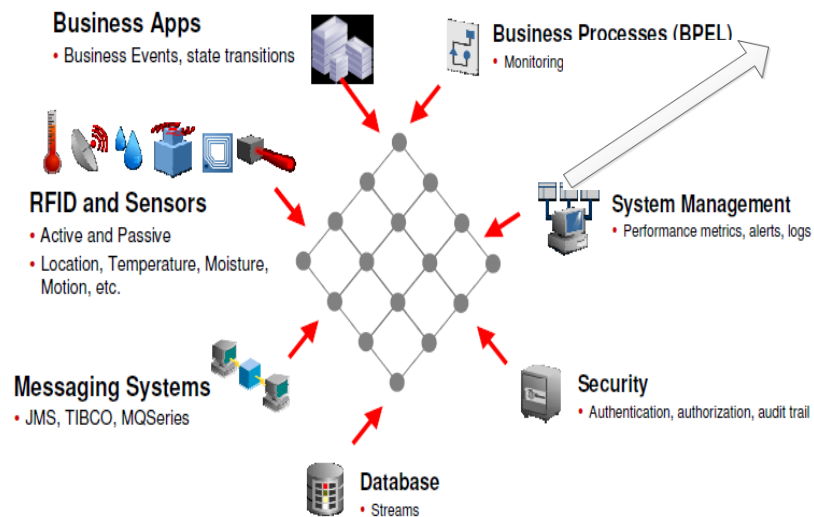 Business Apps
• Business Events, state transitions
Business Processes (BPEL)
• Monitoring
RFID and Sensors
• Active and Passive
• Location, Temperature, Moisture,
Motion, etc.
System Management
• Performance metrics, alerts, logs
Messaging Systems
• JMS, TIBCO, MQSeries
Security
• Authentication, authorization, audit trail
Database
• Streams